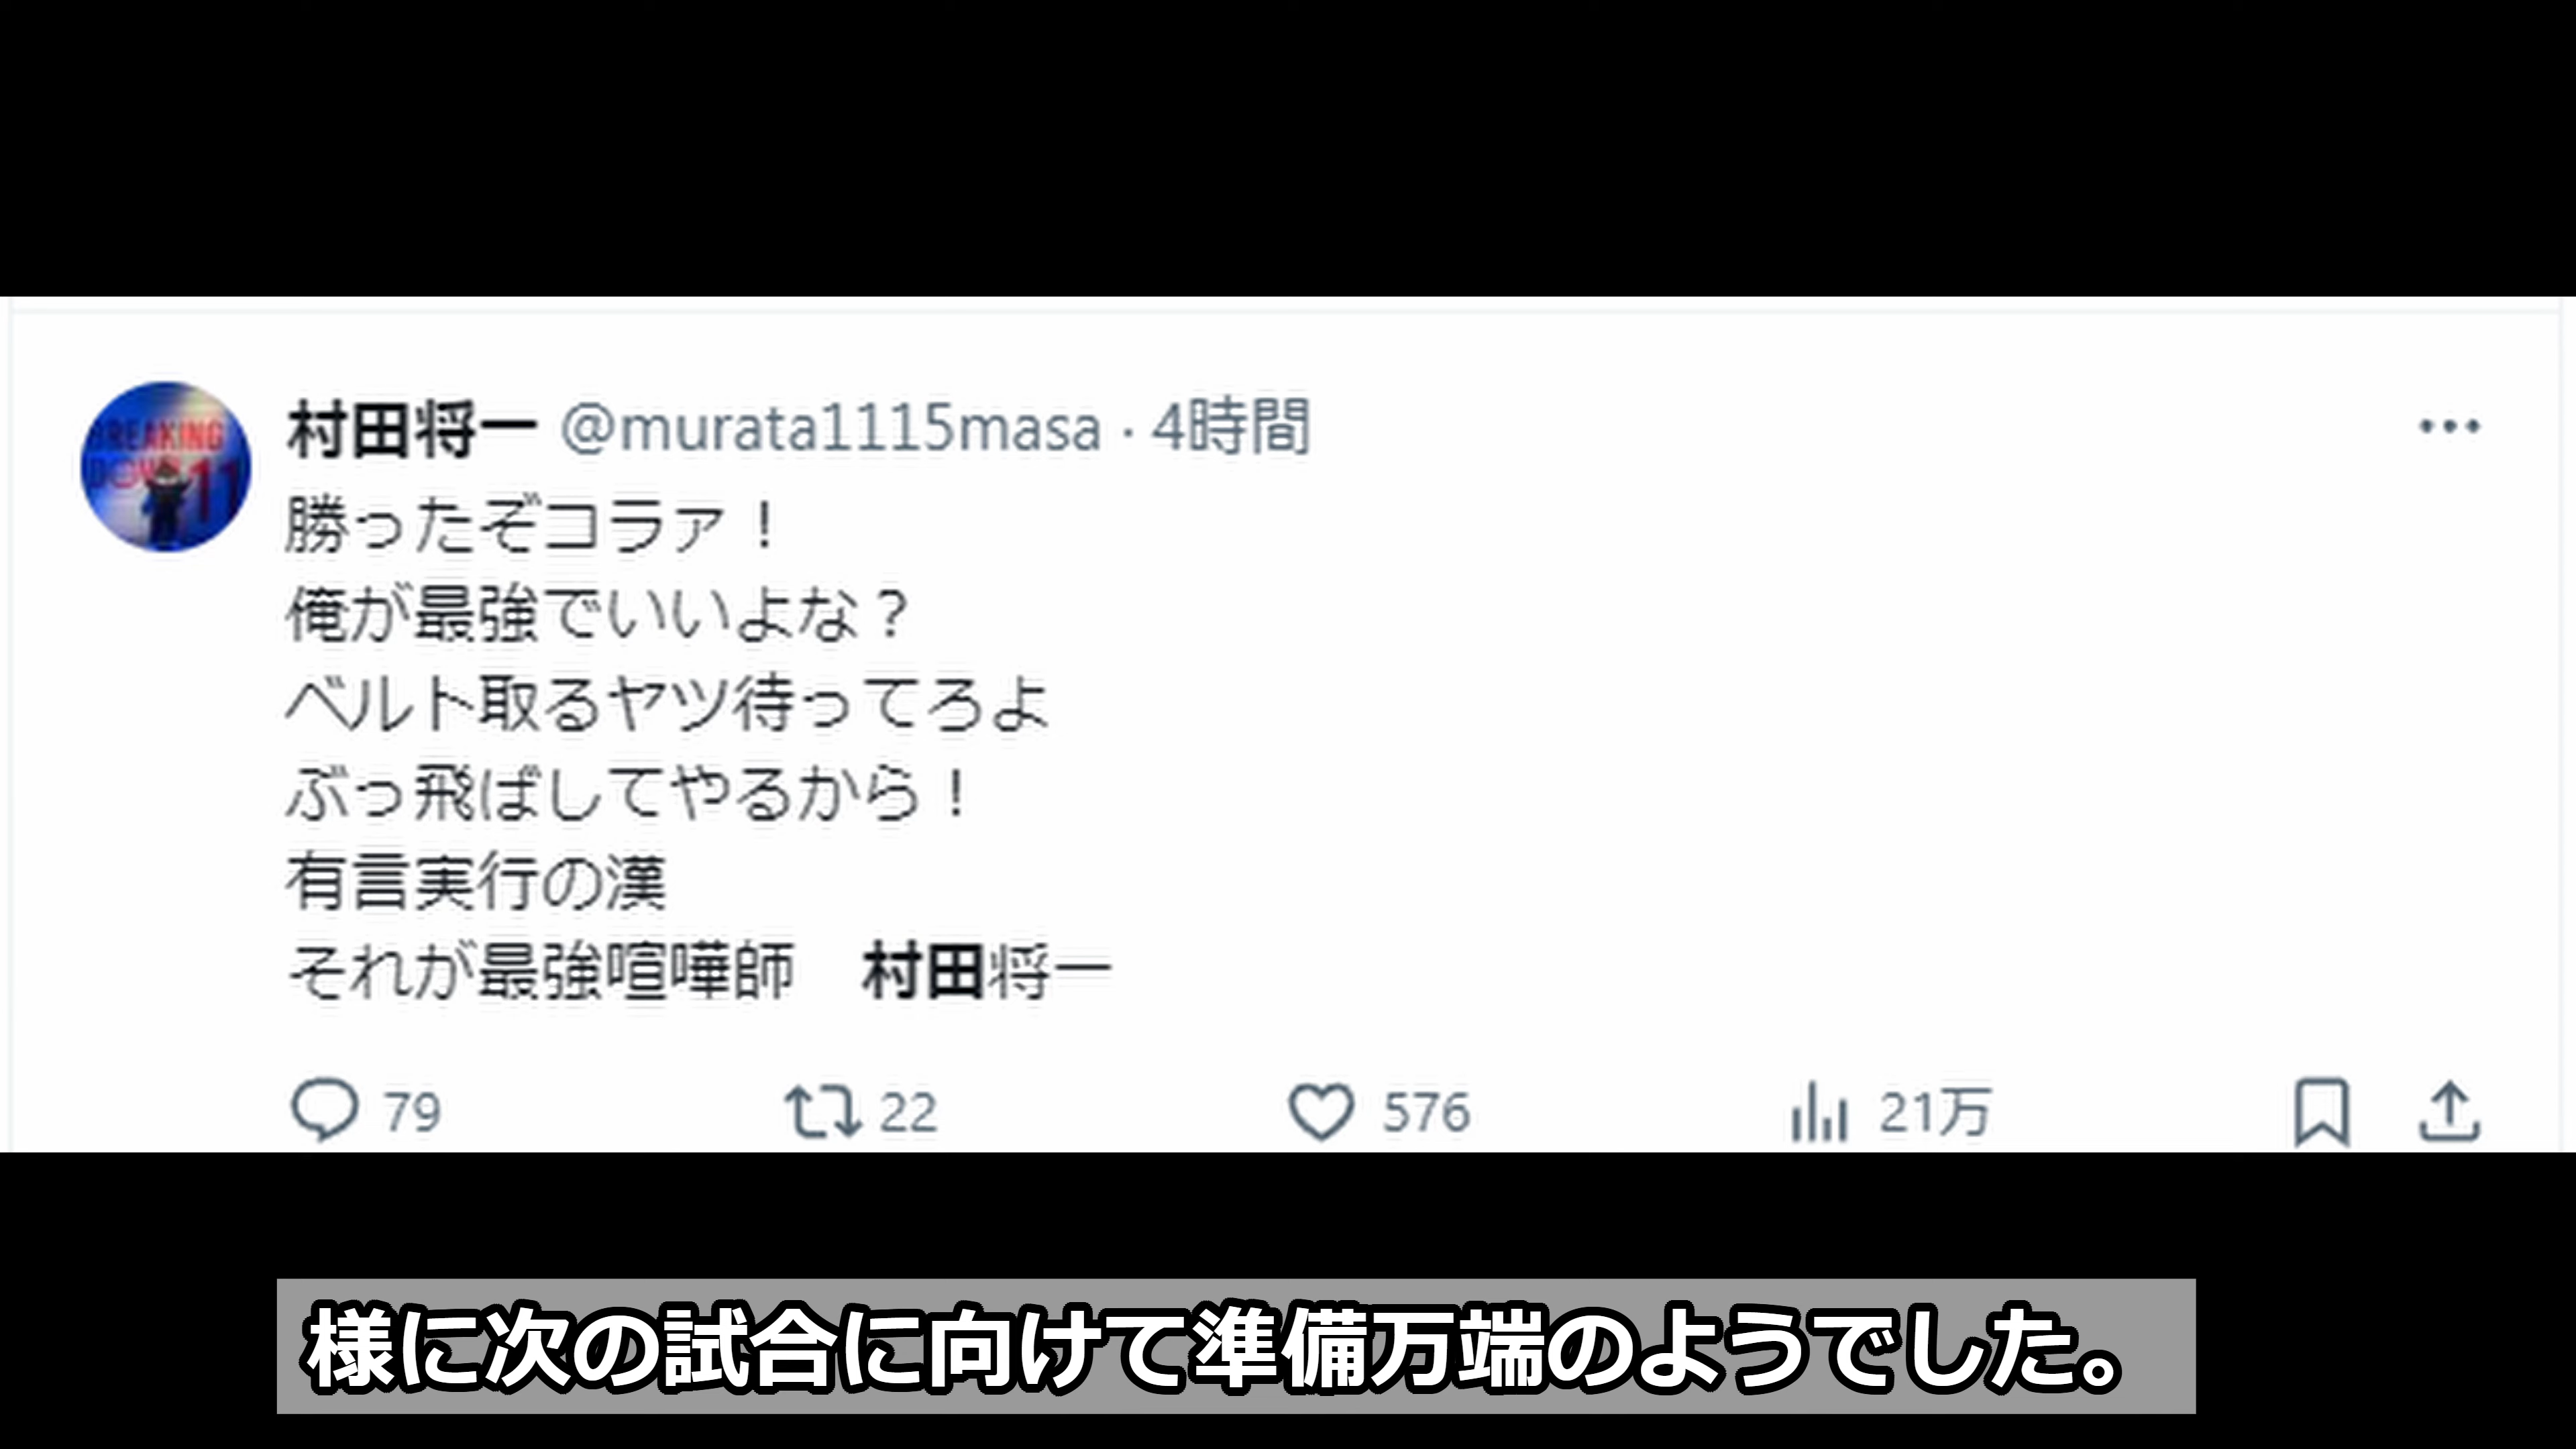 BREAKING
DOWN 11
村田将一 @murata1115masa · 4時間
勝ったぞコラァ！
俺が最強でいいよな？
ベルト取るヤツ待ってろよ
ぶっ飛ばしてやるから！
有言実行の漢
それが最強喧嘩師　村田将一
79 22 576 21万
様に次の試合に向けて準備万端のようでした。